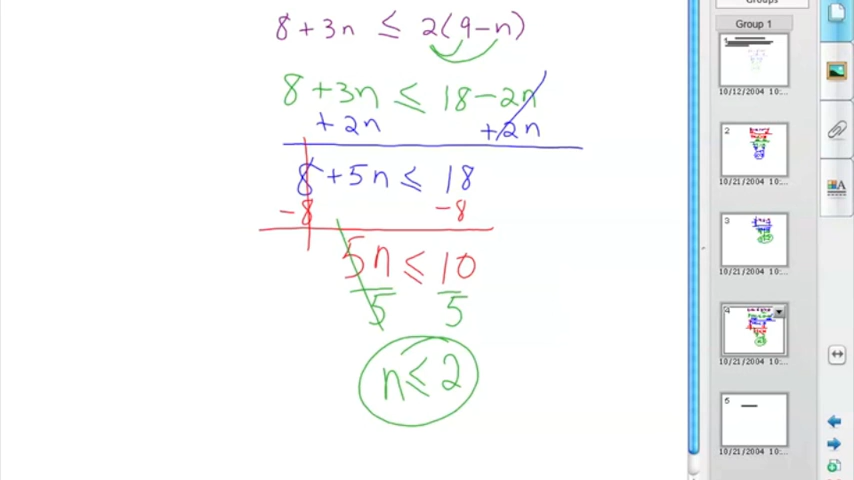 8 + 3n ≤ 2(9 − n)
8 + 3n ≤ 18 − 2n
+ 2n + 2n
8 + 5n ≤ 18
− 8 − 8
5n ≤ 10
5 5
n ≤ 2
Groups
Group 1
1
10/12/2004 10:...
2
10/21/2004 10:...
3
10/21/2004 10:...
4
10/21/2004 10:...
5
10/21/2004 10:...